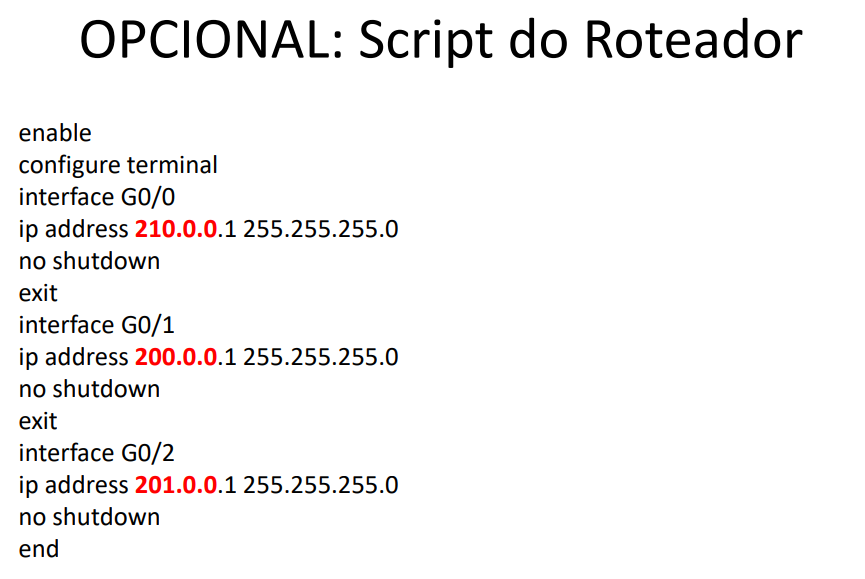 OPCIONAL: Script do Roteador
enable
configure terminal
interface G0/0
ip address 210.0.0.1 255.255.255.0
no shutdown
exit
interface G0/1
ip address 200.0.0.1 255.255.255.0
no shutdown
exit
interface G0/2
ip address 201.0.0.1 255.255.255.0
no shutdown
end